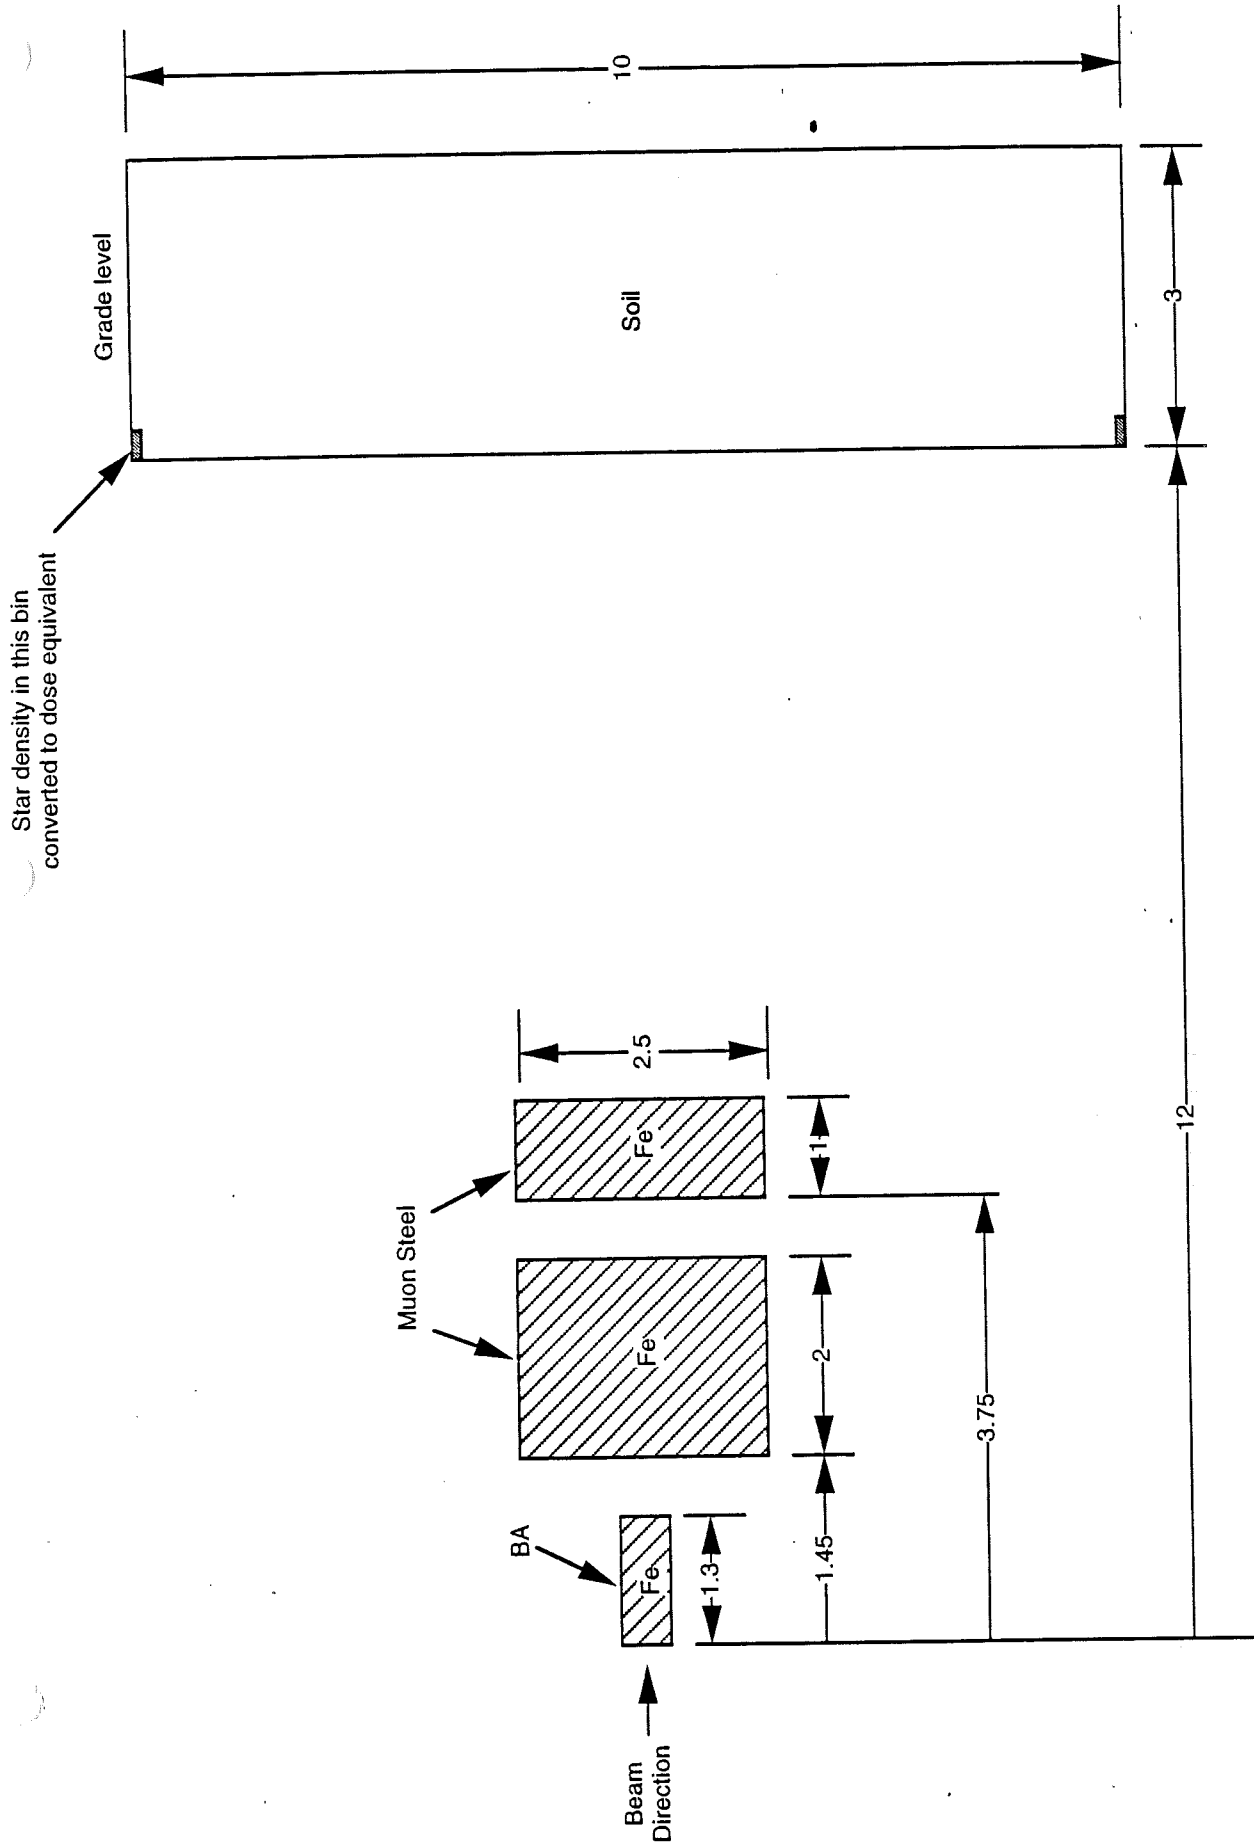 Star density in this bin
converted to dose equivalent
Grade level
10
Soil
3
Muon Steel
2.5
BA
Fe
Fe
Fe
Beam
Direction
1.3
2
1
1.45
3.75
12